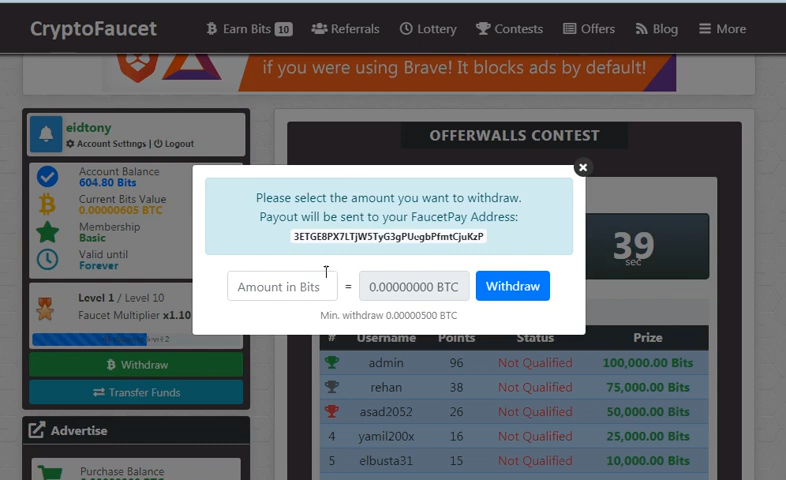 CryptoFaucet
Earn Bits 10
Referrals
Lottery
Contests
Offers
Blog
More
if you were using Brave! It blocks ads by default!
eidtony
Account Settings | Logout
Account Balance
604.80 Bits
Current Bits Value
0.00000605 BTC
Membership
Basic
Valid until
Forever
Level 1 / Level 10
Faucet Multiplier x1.10
Withdraw
Transfer Funds
Advertise
Purchase Balance
OFFERWALLS CONTEST
Please select the amount you want to withdraw.
Payout will be sent to your FaucetPay Address:
3ETGE8PX7LTjW5TyG3gPUegbPfmtCjuKzP
Amount in Bits = 0.00000000 BTC Withdraw
Min. withdraw 0.00000500 BTC
39
sec
# Username Points Status Prize
admin 96 Not Qualified 100,000.00 Bits
rehan 38 Not Qualified 75,000.00 Bits
asad2052 26 Not Qualified 50,000.00 Bits
4 yamil200x 16 Not Qualified 25,000.00 Bits
5 elbusta31 15 Not Qualified 10,000.00 Bits